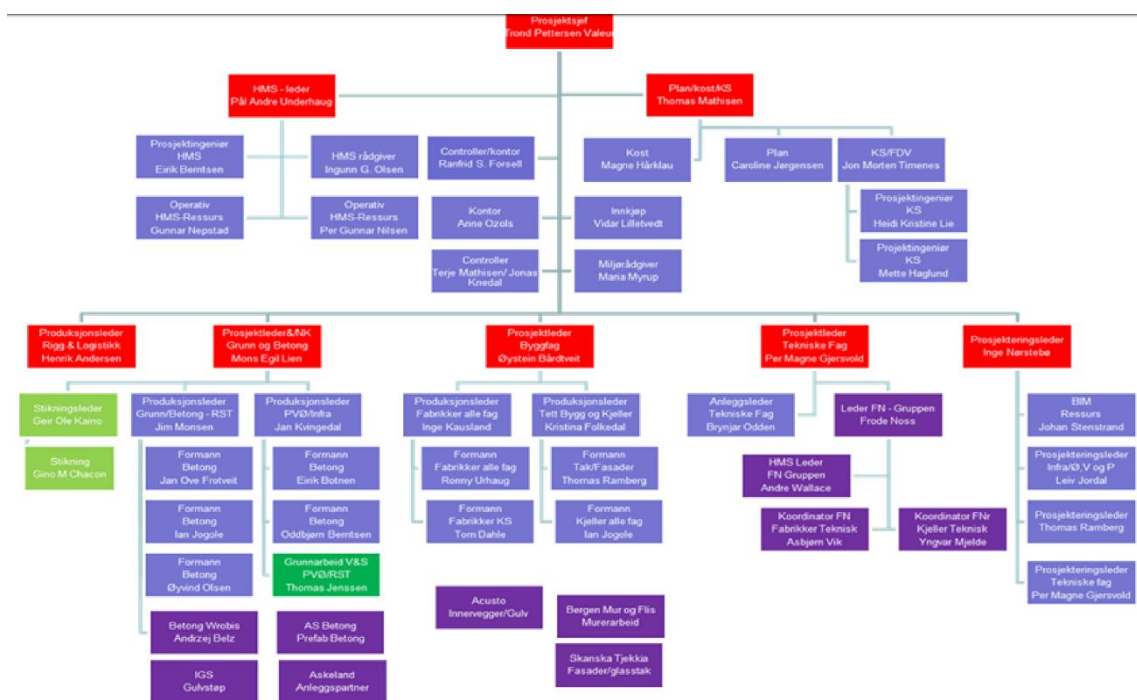 Prosjektsjef
Trond Pettersen Valeur
HMS - leder
Pål Andre Underhaug
Plan/kost/KS
Thomas Mathisen
Prosjektingeniør
HMS
Eirik Berntsen
HMS rådgiver
Ingunn G. Olsen
Operativ
HMS-Ressurs
Gunnar Nepstad
Operativ
HMS-Ressurs
Per Gunnar Nilsen
Controller/kontor
Ranfrid S. Forsell
Kontor
Anne Ozols
Innkjøp
Vidar Lilletvedt
Controller
Terje Mathisen/ Jonas
Knedal
Miljørådgiver
Maria Myrup
Kost
Magne Hårklau
Plan
Caroline Jørgensen
KS/FDV
Jon Morten Timenes
Prosjektingeniør
KS
Heidi Kristine Lie
Projektingeniør
KS
Mette Haglund
Produksjonsleder
Rigg & Logistikk
Henrik Andersen
Prosjektleder&/NK
Grunn og Betong
Mons Egil Lien
Prosjektleder
Byggfag
Øystein Bårdtveit
Prosjektleder
Tekniske Fag
Per Magne Gjersvold
Prosjekteringsleder
Inge Nørstebø
Stikningsleder
Geir Ole Kaino
Stikning
Gino M Chacon
Produksjonsleder
Grunn/Betong - RST
Jim Monsen
Formann
Betong
Jan Ove Frotveit
Formann
Betong
Ian Jogole
Formann
Betong
Øyvind Olsen
Betong Wrobis
Andrzej Belz
IGS
Gulvstøp
Produksjonsleder
PVØ/Infra
Jan Kvingedal
Formann
Betong
Eirik Botnen
Formann
Betong
Oddbjørn Berntsen
Grunnarbeid V&S
PVØ/RST
Thomas Jenssen
AS Betong
Prefab Betong
Askeland
Anleggspartner
Produksjonsleder
Fabrikker alle fag
Inge Kausland
Formann
Fabrikker alle fag
Ronny Urhaug
Formann
Fabrikker KS
Tom Dahle
Produksjonsleder
Tett Bygg og Kjeller
Kristina Folkedal
Formann
Tak/Fasader
Thomas Ramberg
Formann
Kjeller alle fag
Ian Jogole
Acusto
Innervegger/Gulv
Bergen Mur og Flis
Murerarbeid
Skanska Tjekkia
Fasader/glasstak
Anleggsleder
Tekniske Fag
Brynjar Odden
Leder FN - Gruppen
Frode Noss
HMS Leder
FN Gruppen
Andre Wallace
Koordinator FN
Fabrikker Teknisk
Asbjørn Vik
Koordinator FNr
Kjeller Teknisk
Yngvar Mjelde
BIM
Ressurs
Johan Stenstrand
Prosjekteringsleder
Infra/Ø,V og P
Leiv Jordal
Prosjekteringsleder
Thomas Ramberg
Prosjekteringsleder
Tekniske fag
Per Magne Gjersvold